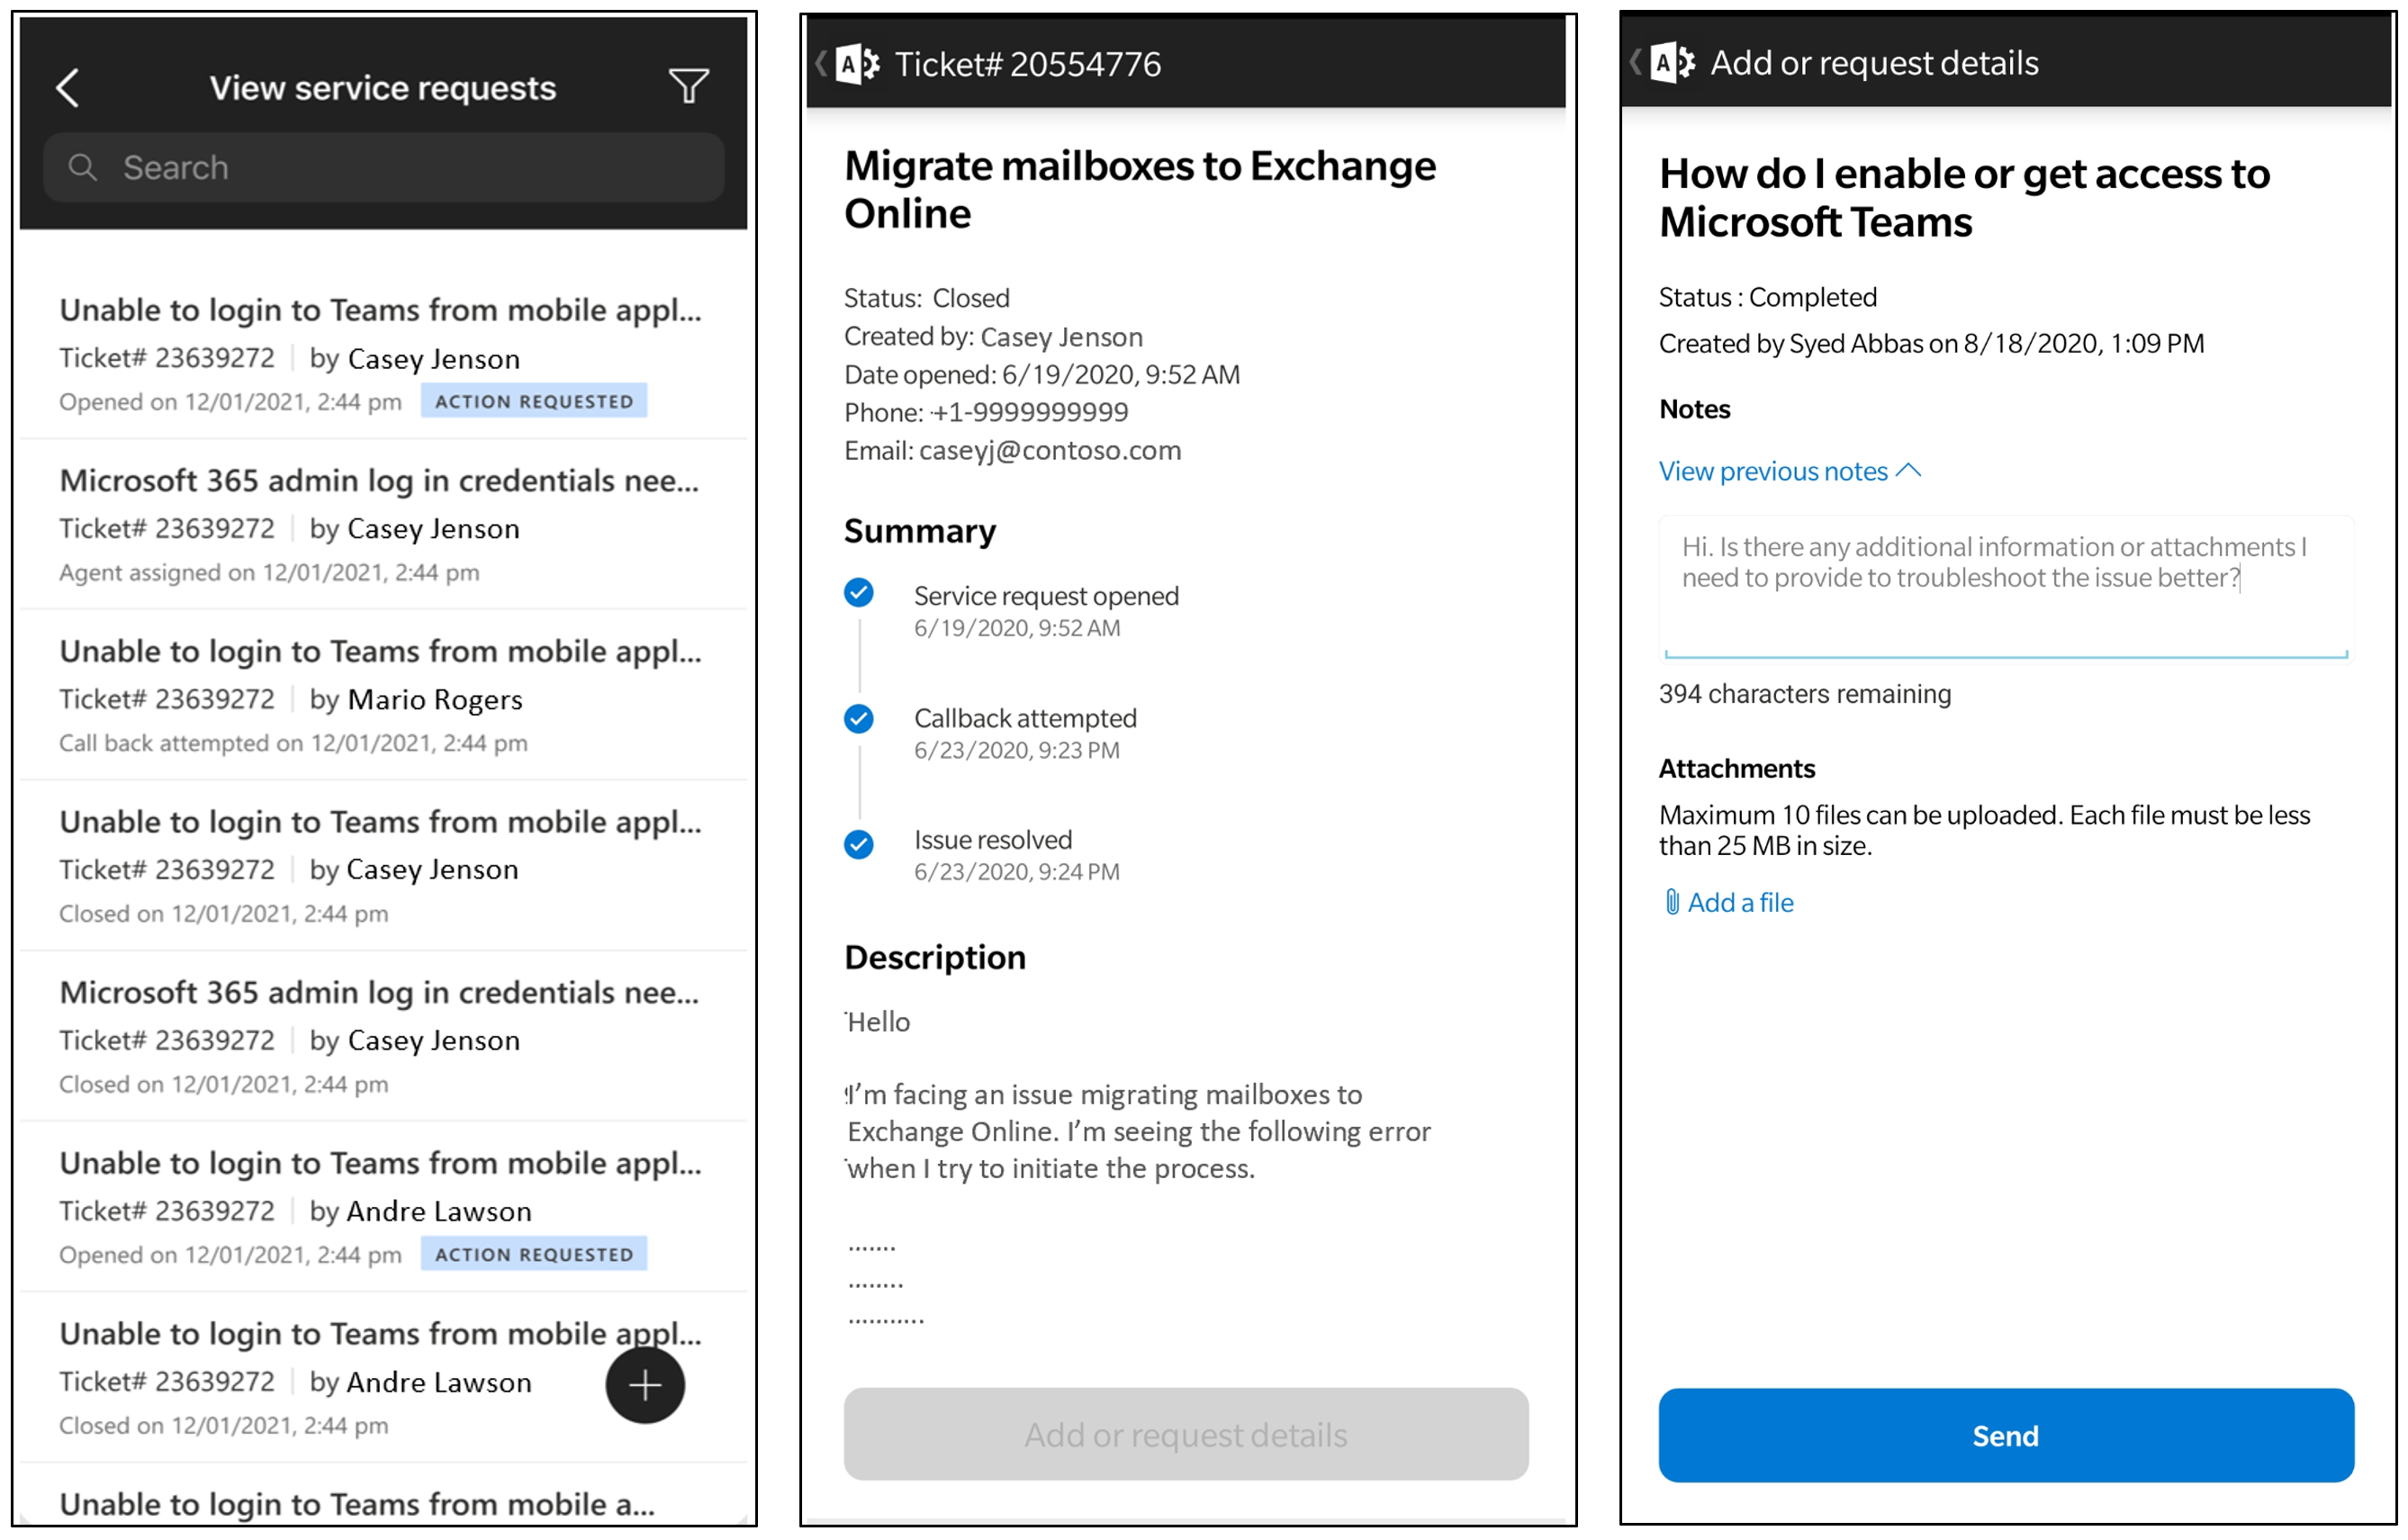 View service requests
Search
Unable to login to Teams from mobile appl...
Ticket# 23639272 | by Casey Jenson
Opened on 12/01/2021, 2:44 pm ACTION REQUESTED
Microsoft 365 admin log in credentials nee...
Ticket# 23639272 | by Casey Jenson
Agent assigned on 12/01/2021, 2:44 pm
Unable to login to Teams from mobile appl...
Ticket# 23639272 | by Mario Rogers
Call back attempted on 12/01/2021, 2:44 pm
Unable to login to Teams from mobile appl...
Ticket# 23639272 | by Casey Jenson
Closed on 12/01/2021, 2:44 pm
Microsoft 365 admin log in credentials nee...
Ticket# 23639272 | by Casey Jenson
Closed on 12/01/2021, 2:44 pm
Unable to login to Teams from mobile appl...
Ticket# 23639272 | by Andre Lawson
Opened on 12/01/2021, 2:44 pm ACTION REQUESTED
Unable to login to Teams from mobile appl...
Ticket# 23639272 | by Andre Lawson
Closed on 12/01/2021, 2:44 pm
Unable to login to Teams from mobile a...
A Ticket# 20554776
Migrate mailboxes to Exchange
Online
Status: Closed
Created by: Casey Jenson
Date opened: 6/19/2020, 9:52 AM
Phone: +1-9999999999
Email: caseyj@contoso.com
Summary
Service request opened
6/19/2020, 9:52 AM
Callback attempted
6/23/2020, 9:23 PM
Issue resolved
6/23/2020, 9:24 PM
Description
Hello
I'm facing an issue migrating mailboxes to
Exchange Online. I'm seeing the following error
when I try to initiate the process.
.......
........
...........
Add or request details
A Add or request details
How do I enable or get access to
Microsoft Teams
Status : Completed
Created by Syed Abbas on 8/18/2020, 1:09 PM
Notes
View previous notes
Hi. Is there any additional information or attachments I
need to provide to troubleshoot the issue better?
394 characters remaining
Attachments
Maximum 10 files can be uploaded. Each file must be less
than 25 MB in size.
Add a file
Send